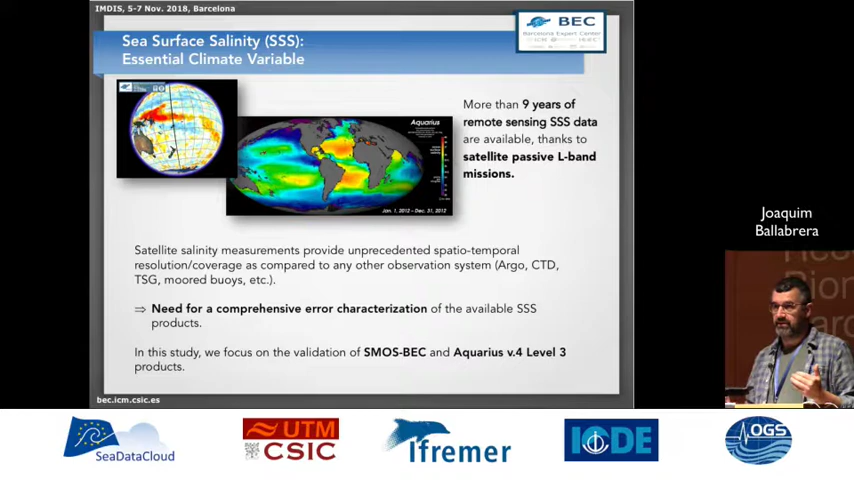 IMDIS, 5-7 Nov. 2018, Barcelona
BEC
Barcelona Expert Center
Sea Surface Salinity (SSS):
Essential Climate Variable
Aquarius
Jan. 1, 2012 - Dec. 31, 2012
More than 9 years of
remote sensing SSS data
are available, thanks to
satellite passive L-band
missions.
Satellite salinity measurements provide unprecedented spatio-temporal
resolution/coverage as compared to any other observation system (Argo, CTD,
TSG, moored buoys, etc.).
⇒ Need for a comprehensive error characterization of the available SSS
products.
In this study, we focus on the validation of SMOS-BEC and Aquarius v.4 Level 3
products.
bec.icm.csic.es
Joaquim
Ballabrera
SeaDataCloud
UTM
CSIC
Ifremer
IODE
OGS